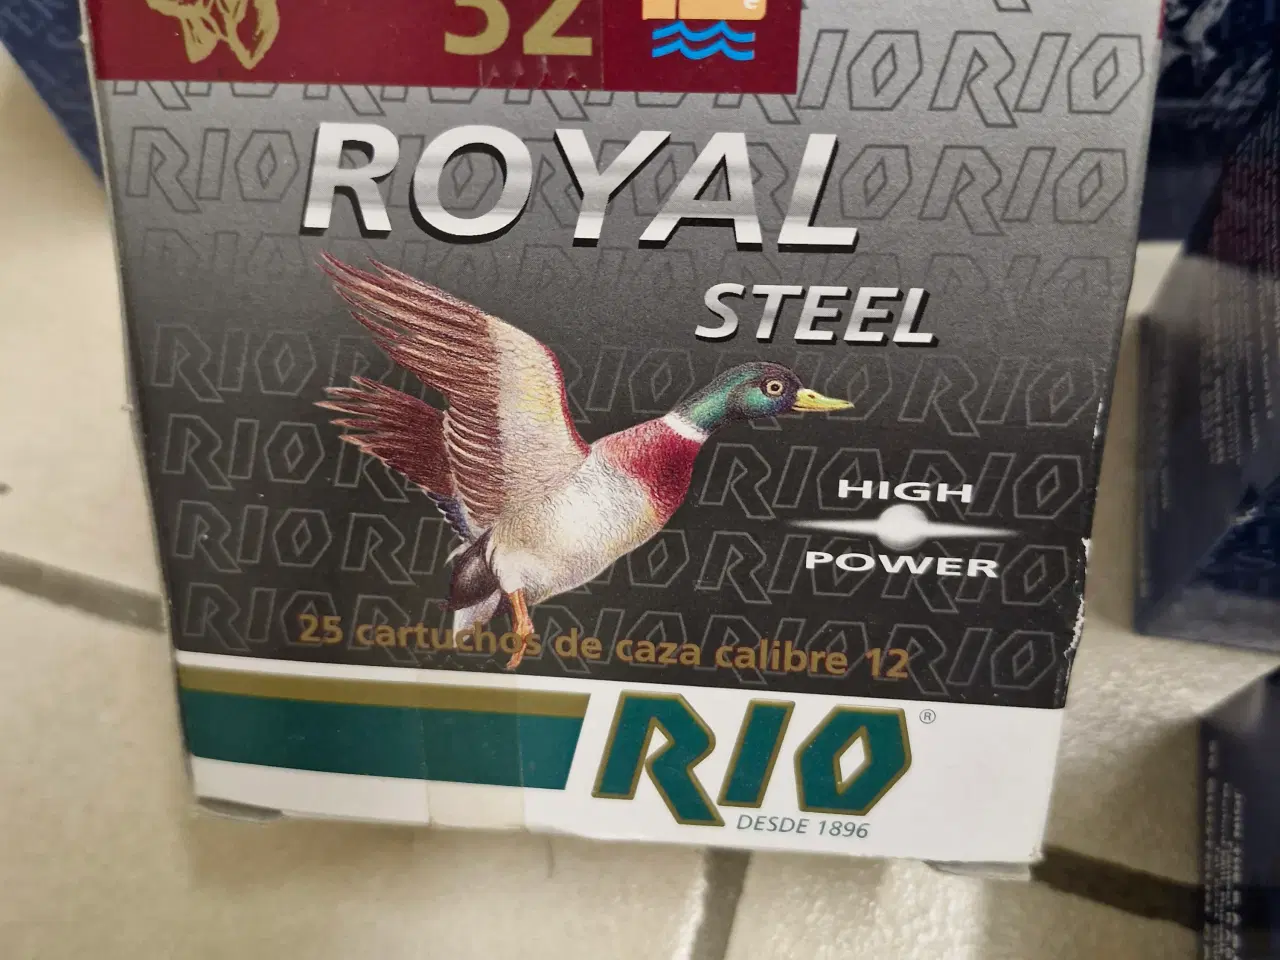 32
ROYAL
STEEL
HIGH
POWER
25 cartuchos de caza calibre 12
RIO®
DESDE 1896